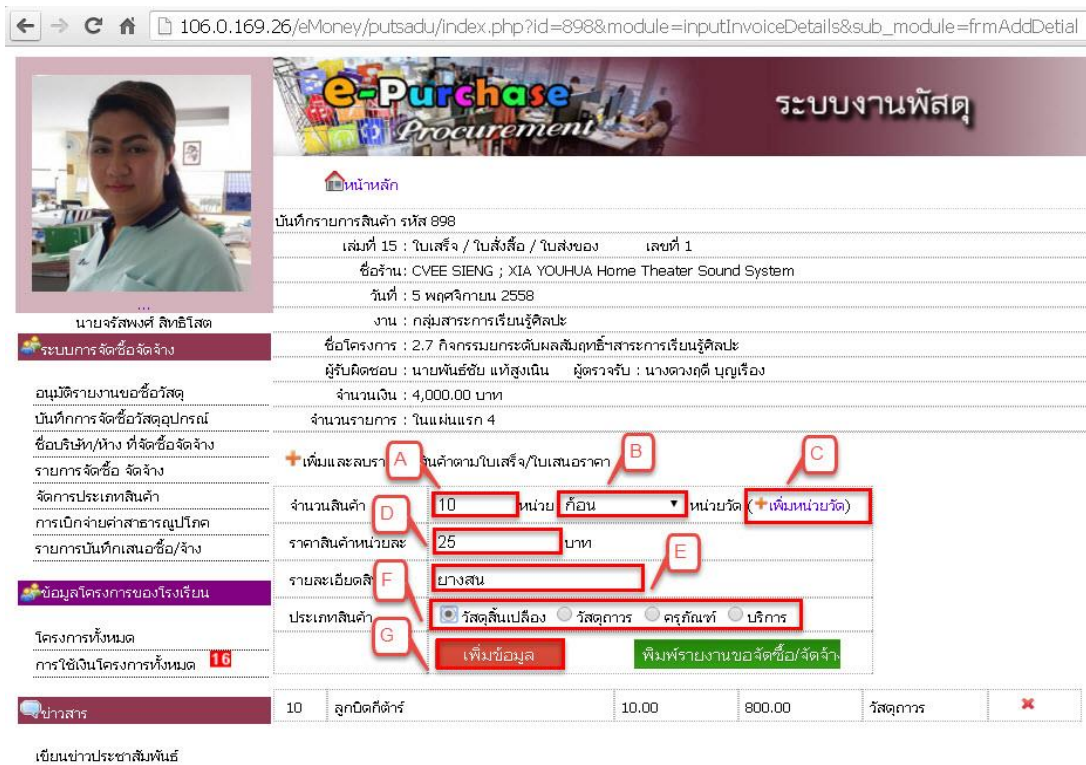 106.0.169.26/eMoney/putsadu/index.php?id=898&module=inputInvoiceDetails&sub_module=frmAddDetial
e-Purchase
Procurement
ระบบงานพัสดุ
...
นายจรัสพงศ์ สิทธิโสต
ระบบการจัดซื้อจัดจ้าง
อนุมัติรายงานขอซื้อวัสดุ
บันทึกการจัดซื้อวัสดุอุปกรณ์
ชื่อบริษัท/ห้าง ที่จัดซื้อจัดจ้าง
รายการจัดซื้อ จัดจ้าง
จัดการประเภทสินค้า
การเบิกจ่ายค่าสาธารณูปโภค
รายการบันทึกเสนอซื้อ/จ้าง
ข้อมูลโครงการของโรงเรียน
โครงการทั้งหมด
การใช้เงินโครงการทั้งหมด 16
ข่าวสาร
เขียนข่าวประชาสัมพันธ์
หน้าหลัก
บันทึกรายการสินค้า รหัส 898
เล่มที่ 15 : ใบเสร็จ / ใบสั่งสื้อ / ใบส่งของ เลขที่ 1
ชื่อร้าน: CVEE SIENG ; XIA YOUHUA Home Theater Sound System
วันที่ : 5 พฤศจิกายน 2558
งาน : กลุ่มสาระการเรียนรู้ศิลปะ
ชื่อโครงการ : 2.7 กิจกรรมยกระดับผลสัมฤทธิ์ฯสาระการเรียนรู้ศิลปะ
ผู้รับผิดชอบ : นายพันธ์ชัย แท้สูงเนิน ผู้ตรวจรับ : นางดวงฤดี บุญเรือง
จำนวนเงิน : 4,000.00 บาท
จำนวนรายการ : ในแผ่นแรก 4
เพิ่มและลบรา A สินค้าตามใบเสร็จ/ใบเสนอราคา B C
จำนวนสินค้า 10 หน่วย ก้อน หน่วยวัด (เพิ่มหน่วยวัด)
D
ราคาสินค้าหน่วยละ 25 บาท
E
รายละเอียดสิ F ยางสน
ประเภทสินค้า วัสดุสิ้นเปลือง วัสดุถาวร ครุภัณฑ์ บริการ
G
เพิ่มข้อมูล พิมพ์รายงานขอจัดซื้อ/จัดจ้าง
10 ลูกบิดกีต้าร์ 10.00 800.00 วัสดุถาวร